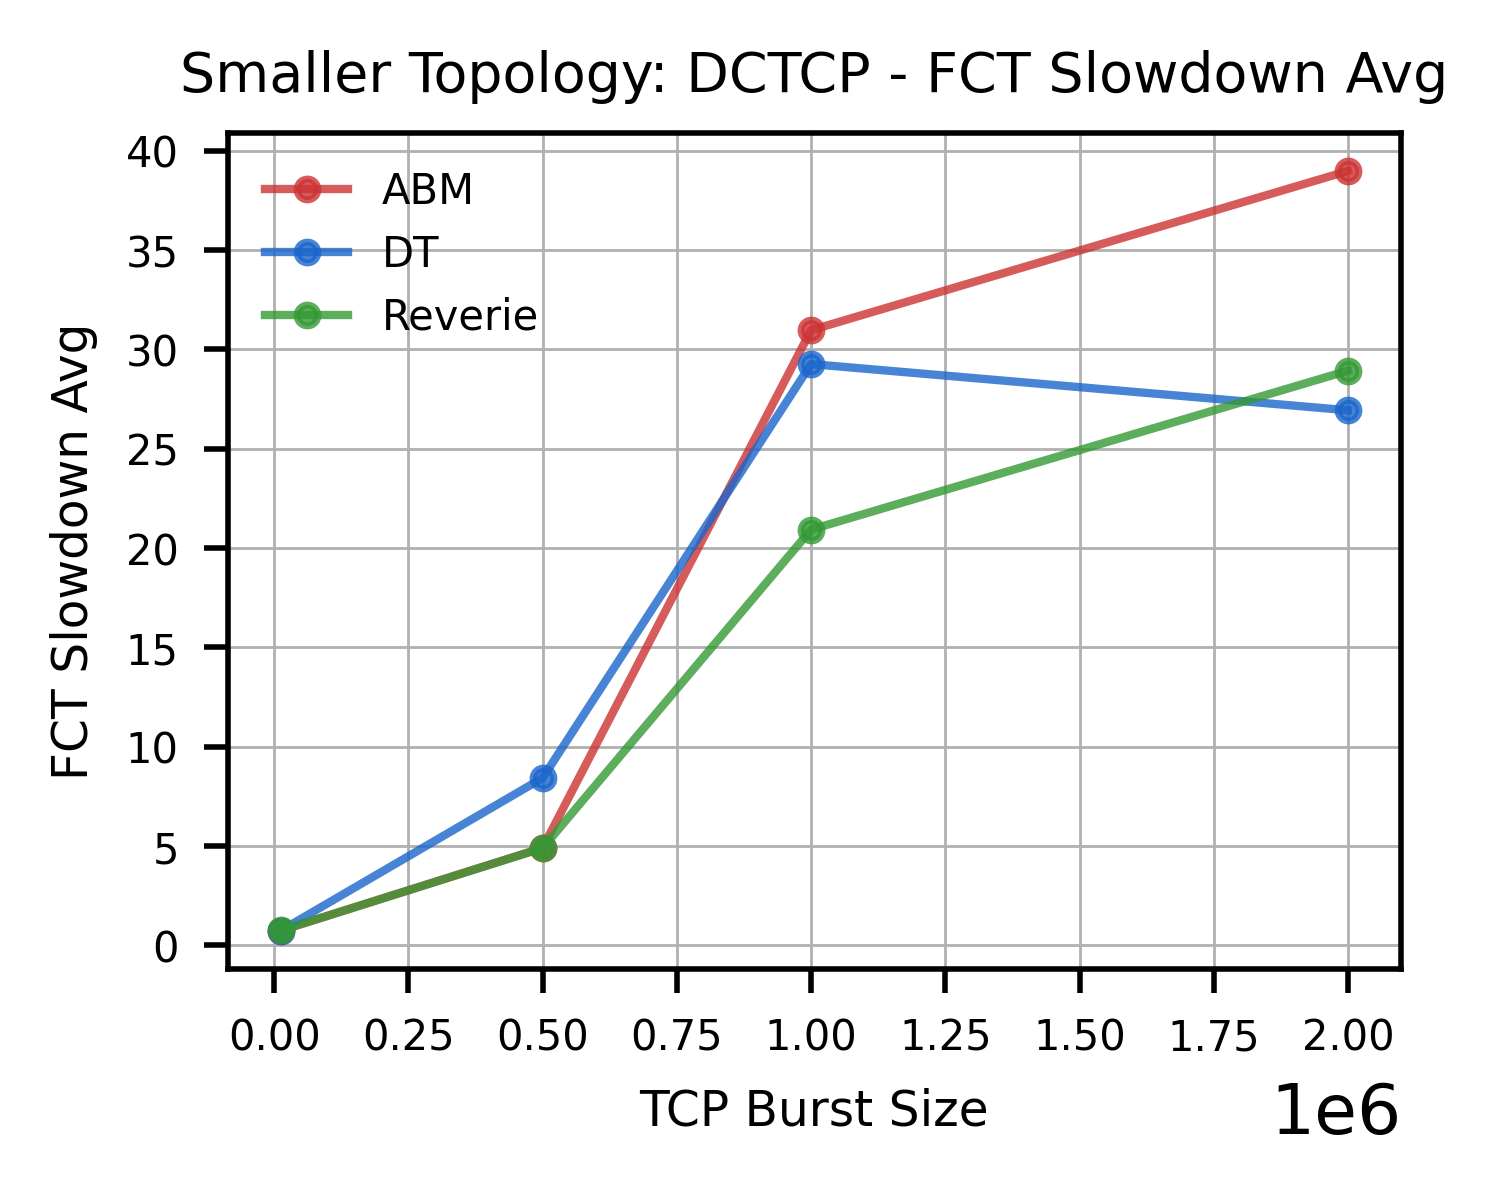 Smaller Topology: DCTCP - FCT Slowdown Avg
40
35
30
25
20
15
10
5
0
FCT Slowdown Avg
ABM
DT
Reverie
0.00 0.25 0.50 0.75 1.00 1.25 1.50 1.75 2.00
TCP Burst Size
1e6